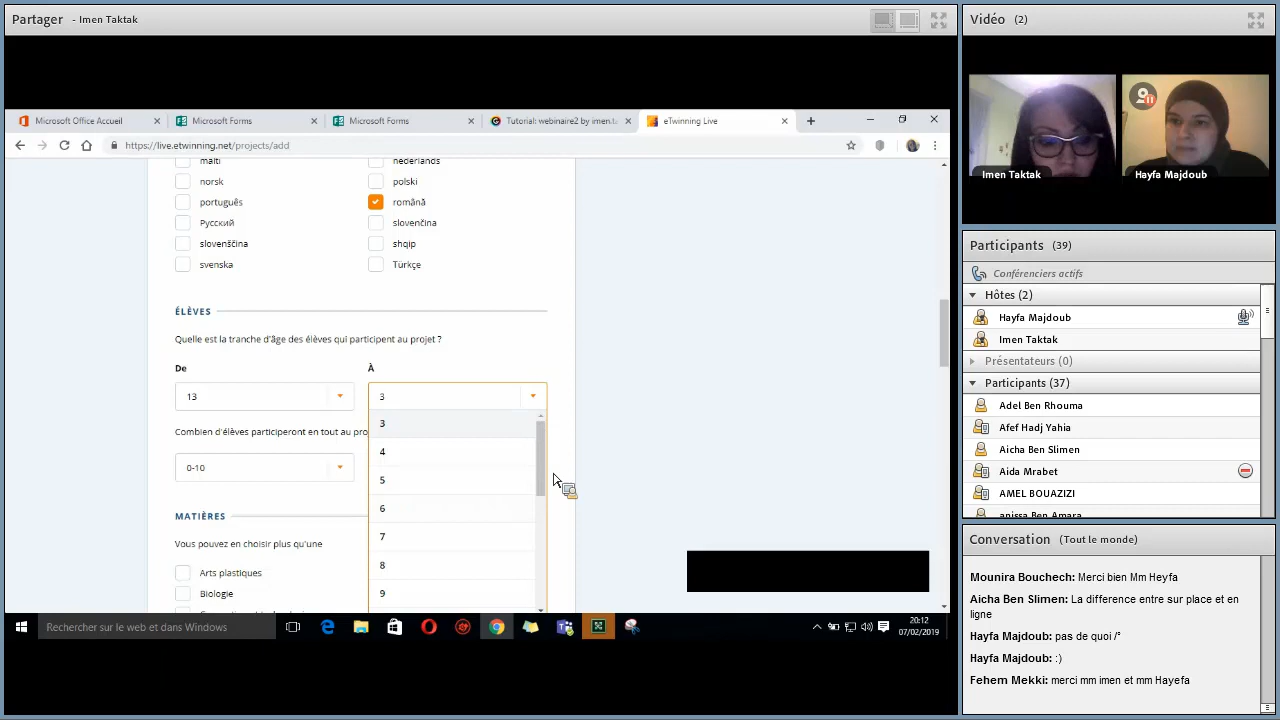 Partager - Imen Taktak
Microsoft Office Accueil
Microsoft Forms
Microsoft Forms
Tutorial: webinaire2 by imen.ta
eTwinning Live
https://live.etwinning.net/projects/add
malti
nederlands
norsk
polski
português
română
Русский
slovenčina
slovenščina
shqip
svenska
Türkçe
ÉLÈVES
Quelle est la tranche d'âge des élèves qui participent au projet ?
De
À
13
3
3
4
5
6
7
8
9
Combien d'élèves participeront en tout au pro
0-10
MATIÈRES
Vous pouvez en choisir plus qu'une
Arts plastiques
Biologie
Rechercher sur le web et dans Windows
20:12
07/02/2019
Vidéo (2)
Imen Taktak
Hayfa Majdoub
Participants (39)
Conférenciers actifs
Hôtes (2)
Hayfa Majdoub
Imen Taktak
Présentateurs (0)
Participants (37)
Adel Ben Rhouma
Afef Hadj Yahia
Aicha Ben Slimen
Aida Mrabet
AMEL BOUAZIZI
anissa Ben Amara
Conversation (Tout le monde)
Mounira Bouchech: Merci bien Mm Heyfa
Aicha Ben Slimen: La difference entre sur place et en
ligne
Hayfa Majdoub: pas de quoi /°
Hayfa Majdoub: :)
Fehem Mekki: merci mm imen et mm Hayefa